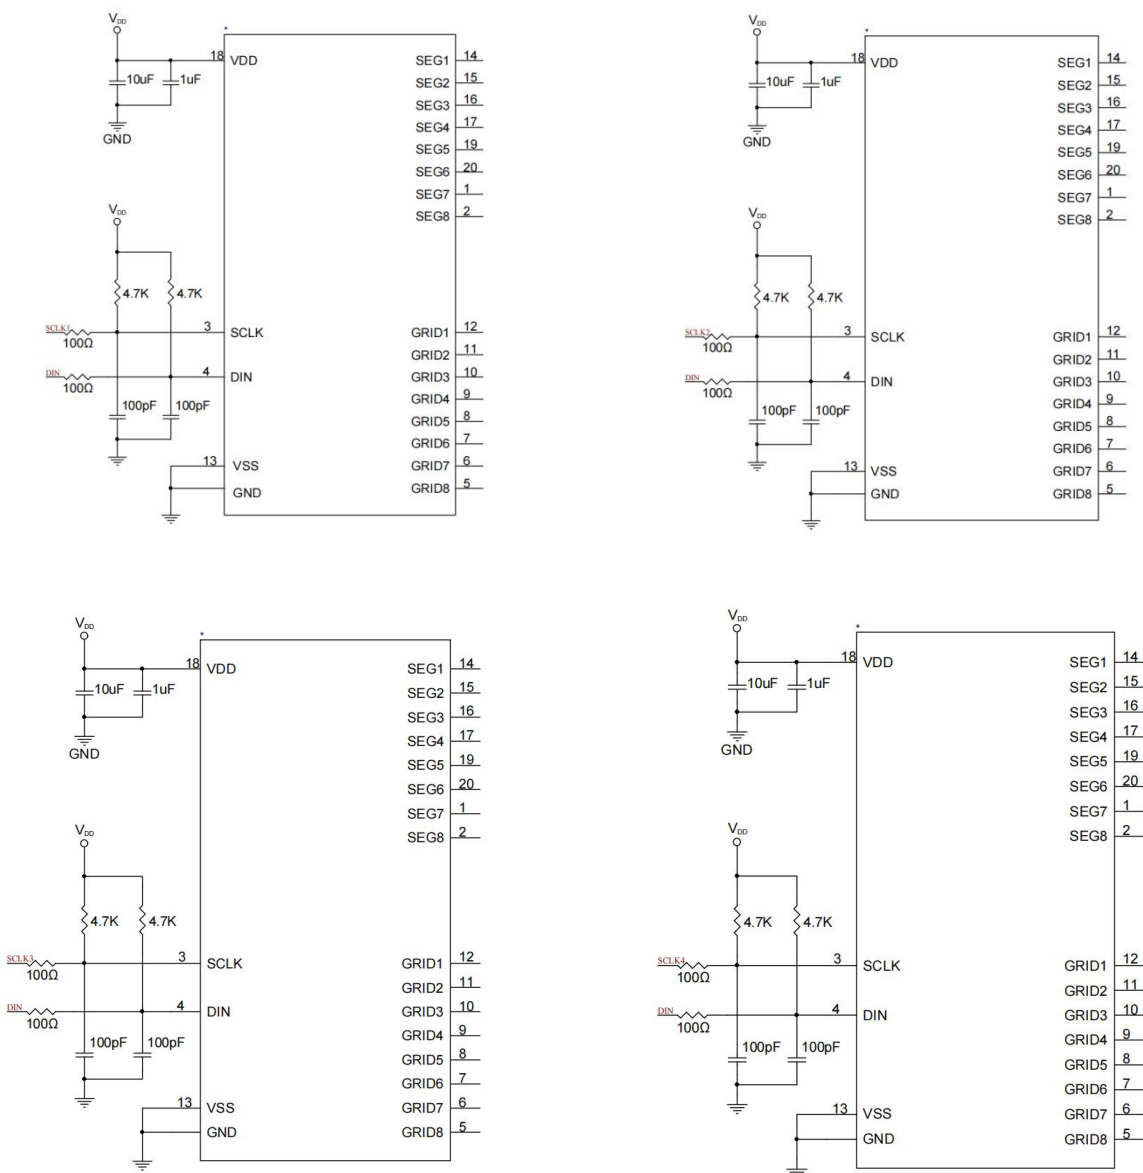 VDD
18 VDD
10uF 1uF
GND
SEG1 14
SEG2 15
SEG3 16
SEG4 17
SEG5 19
SEG6 20
SEG7 1
SEG8 2
VDD
4.7K 4.7K
SCLK1
100Ω
3 SCLK
DIN
100Ω
4 DIN
100pF 100pF
13 VSS
GND
GRID1 12
GRID2 11
GRID3 10
GRID4 9
GRID5 8
GRID6 7
GRID7 6
GRID8 5
VDD
18 VDD
10uF 1uF
GND
SEG1 14
SEG2 15
SEG3 16
SEG4 17
SEG5 19
SEG6 20
SEG7 1
SEG8 2
VDD
4.7K 4.7K
SCLK2
100Ω
3 SCLK
DIN
100Ω
4 DIN
100pF 100pF
13 VSS
GND
GRID1 12
GRID2 11
GRID3 10
GRID4 9
GRID5 8
GRID6 7
GRID7 6
GRID8 5
VDD
18 VDD
10uF 1uF
GND
SEG1 14
SEG2 15
SEG3 16
SEG4 17
SEG5 19
SEG6 20
SEG7 1
SEG8 2
VDD
4.7K 4.7K
SCLK3
100Ω
3 SCLK
DIN
100Ω
4 DIN
100pF 100pF
13 VSS
GND
GRID1 12
GRID2 11
GRID3 10
GRID4 9
GRID5 8
GRID6 7
GRID7 6
GRID8 5
VDD
18 VDD
10uF 1uF
GND
SEG1 14
SEG2 15
SEG3 16
SEG4 17
SEG5 19
SEG6 20
SEG7 1
SEG8 2
VDD
4.7K 4.7K
SCLK4
100Ω
3 SCLK
DIN
100Ω
4 DIN
100pF 100pF
13 VSS
GND
GRID1 12
GRID2 11
GRID3 10
GRID4 9
GRID5 8
GRID6 7
GRID7 6
GRID8 5